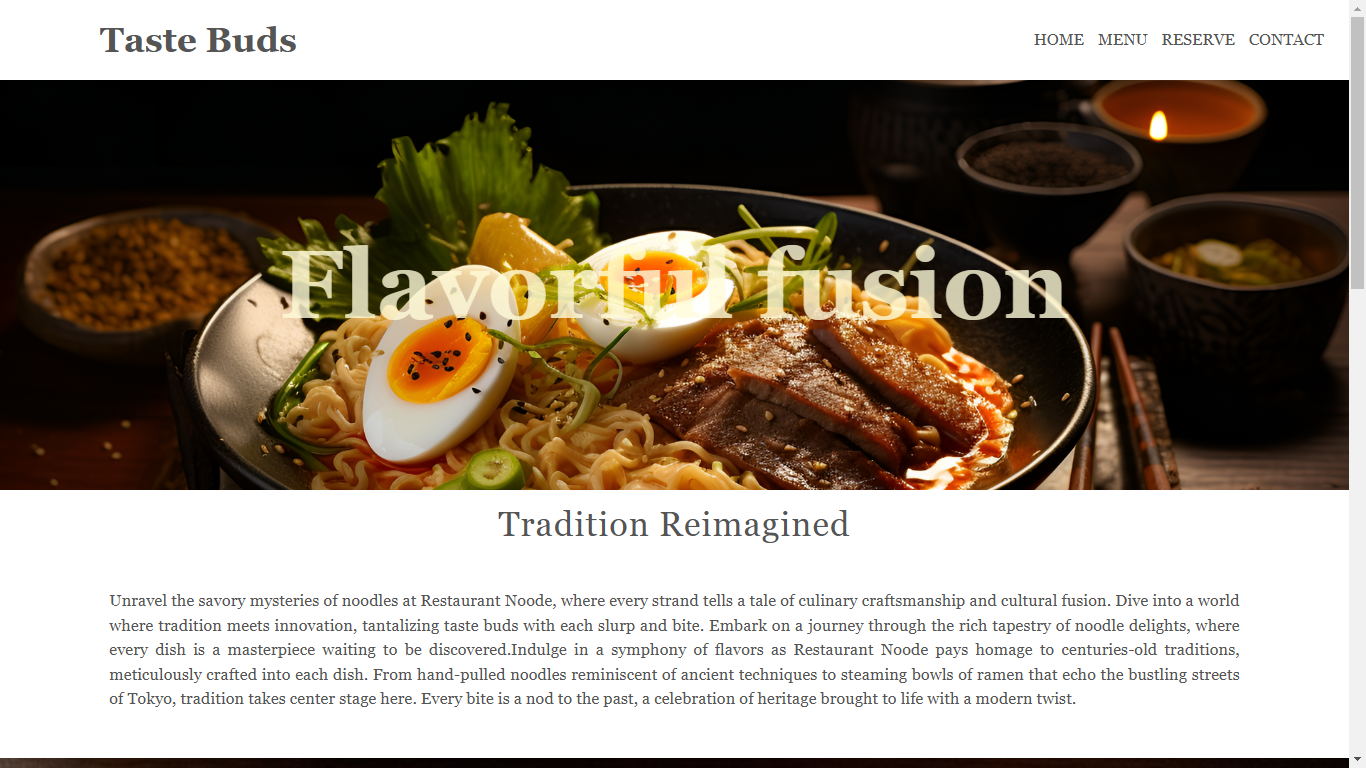 Taste Buds
HOME MENU RESERVE CONTACT
Flavorful fusion
Tradition Reimagined
Unravel the savory mysteries of noodles at Restaurant Noode, where every strand tells a tale of culinary craftsmanship and cultural fusion. Dive into a world
where tradition meets innovation, tantalizing taste buds with each slurp and bite. Embark on a journey through the rich tapestry of noodle delights, where
every dish is a masterpiece waiting to be discovered.Indulge in a symphony of flavors as Restaurant Noode pays homage to centuries-old traditions,
meticulously crafted into each dish. From hand-pulled noodles reminiscent of ancient techniques to steaming bowls of ramen that echo the bustling streets
of Tokyo, tradition takes center stage here. Every bite is a nod to the past, a celebration of heritage brought to life with a modern twist.